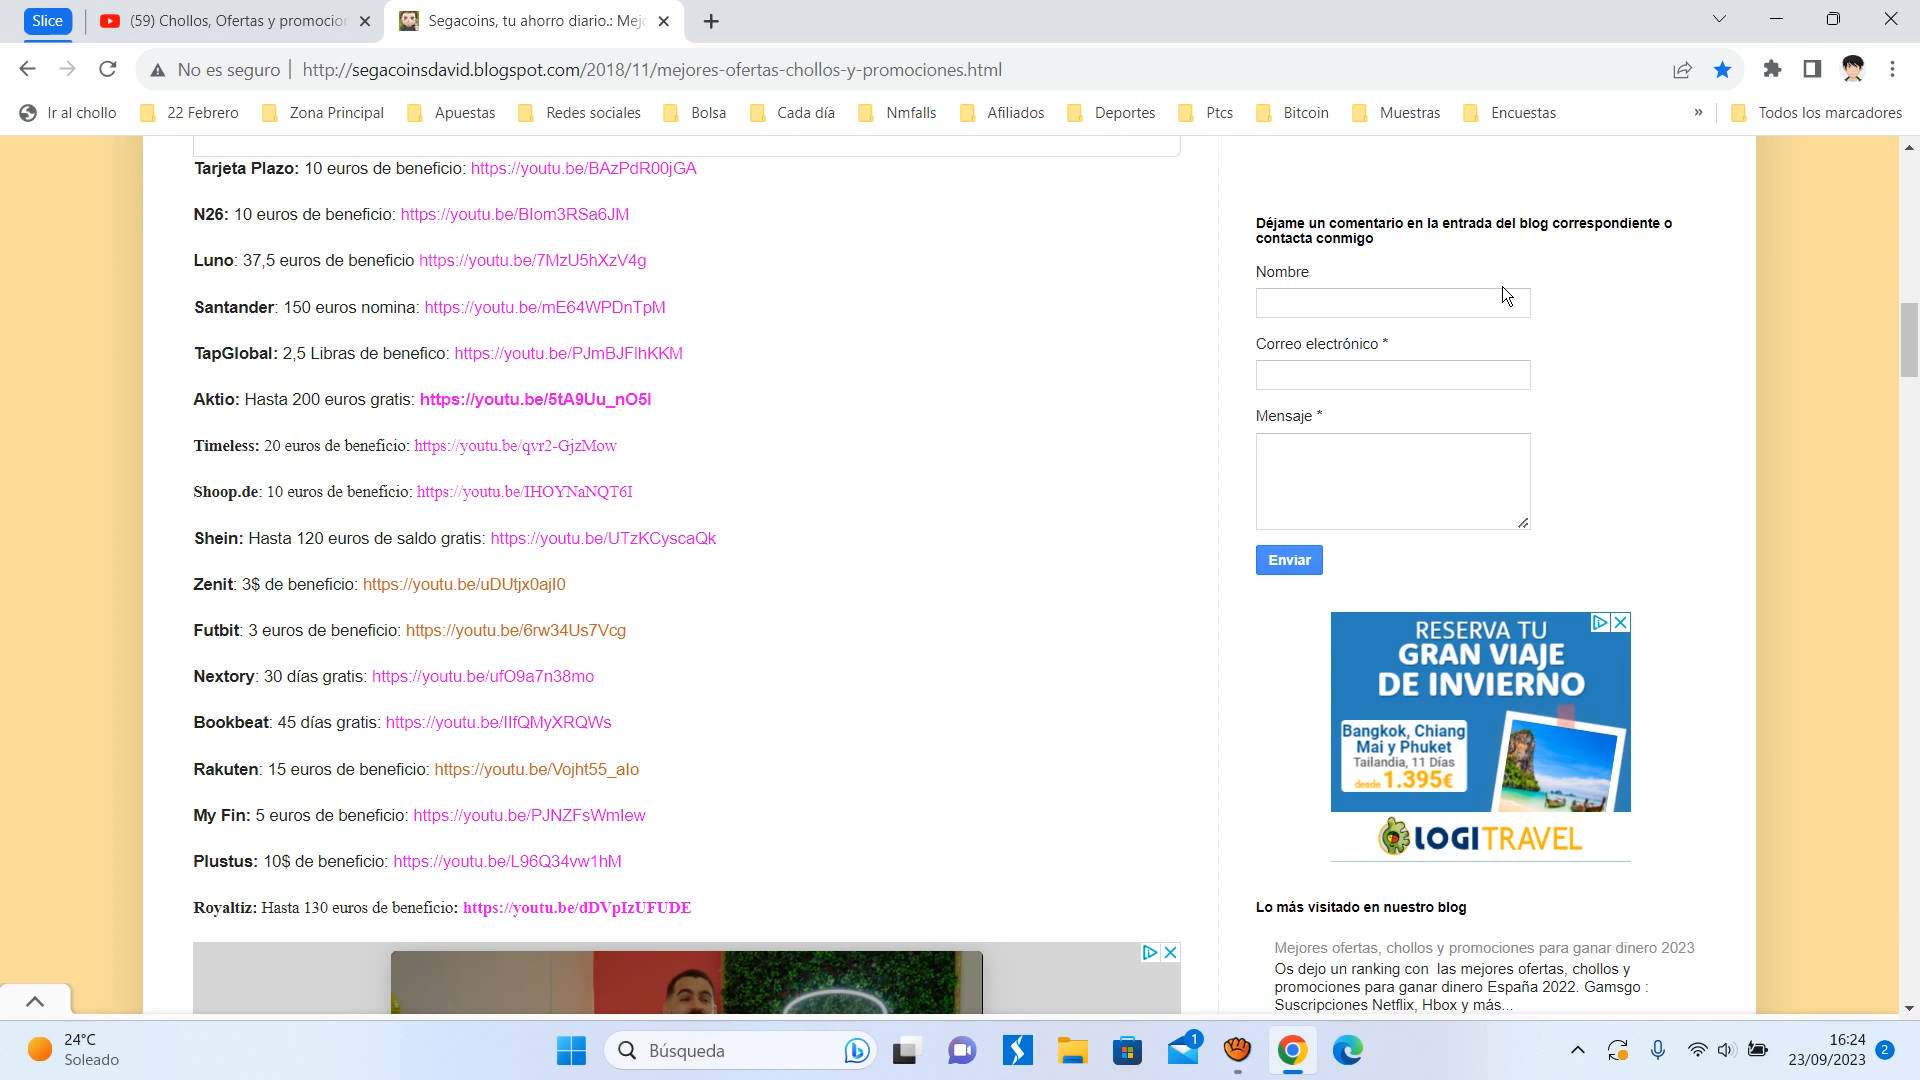 Slice
(59) Chollos, Ofertas y promocion
Segacoins, tu ahorro diario.: Mej
No es seguro
http://segacoinsdavid.blogspot.com/2018/11/mejores-ofertas-chollos-y-promociones.html
Ir al chollo
22 Febrero
Zona Principal
Apuestas
Redes sociales
Bolsa
Cada día
Nmfalls
Afiliados
Deportes
Ptcs
Bitcoin
Muestras
Encuestas
»
Todos los marcadores
Tarjeta Plazo: 10 euros de beneficio: https://youtu.be/BAzPdR00jGA
N26: 10 euros de beneficio: https://youtu.be/BIom3RSa6JM
Luno: 37,5 euros de beneficio https://youtu.be/7MzU5hXzV4g
Santander: 150 euros nomina: https://youtu.be/mE64WPDnTpM
TapGlobal: 2,5 Libras de benefico: https://youtu.be/PJmBJFIhKKM
Aktio: Hasta 200 euros gratis: https://youtu.be/5tA9Uu_nO5I
Timeless: 20 euros de beneficio: https://youtu.be/qvr2-GjzMow
Shoop.de: 10 euros de beneficio: https://youtu.be/IHOYNaNQT6I
Shein: Hasta 120 euros de saldo gratis: https://youtu.be/UTzKCyscaQk
Zenit: 3$ de beneficio: https://youtu.be/uDUtjx0ajI0
Futbit: 3 euros de beneficio: https://youtu.be/6rw34Us7Vcg
Nextory: 30 días gratis: https://youtu.be/ufO9a7n38mo
Bookbeat: 45 días gratis: https://youtu.be/IIfQMyXRQWs
Rakuten: 15 euros de beneficio: https://youtu.be/Vojht55_aIo
My Fin: 5 euros de beneficio: https://youtu.be/PJNZFsWmIew
Plustus: 10$ de beneficio: https://youtu.be/L96Q34vw1hM
Royaltiz: Hasta 130 euros de beneficio: https://youtu.be/dDVpIzUFUDE
Déjame un comentario en la entrada del blog correspondiente o
contacta conmigo
Nombre
Correo electrónico *
Mensaje *
Enviar
RESERVA TU
GRAN VIAJE
DE INVIERNO
Bangkok, Chiang
Mai y Phuket
Tailandia, 11 Días
desde 1.395€
LOGITRAVEL
Lo más visitado en nuestro blog
Mejores ofertas, chollos y promociones para ganar dinero 2023
Os dejo un ranking con las mejores ofertas, chollos y
promociones para ganar dinero España 2022. Gamsgo :
Suscripciones Netflix, Hbox y más...
24°C
Soleado
Búsqueda
1
16:24
23/09/2023
2